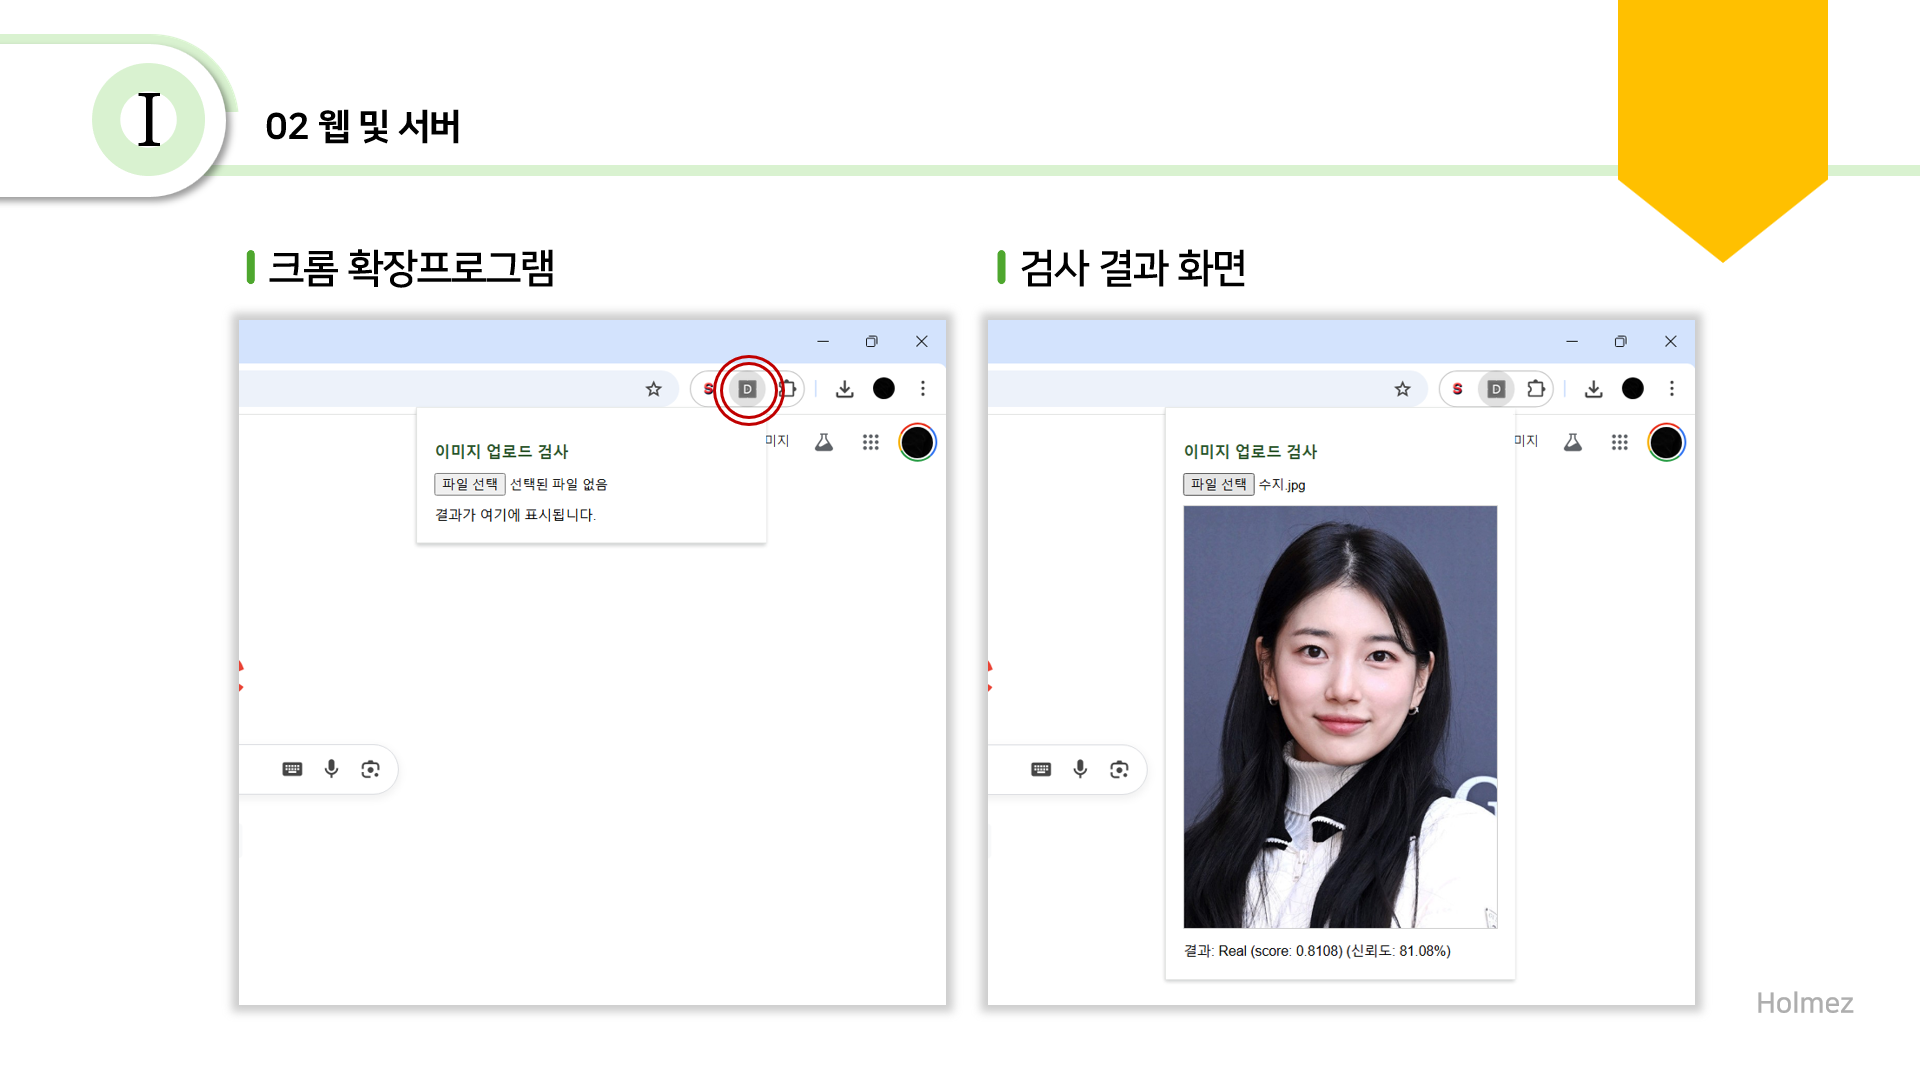 I
02 웹 및 서버
크롬 확장프로그램
S
D
미지
이미지 업로드 검사
파일 선택 선택된 파일 없음
결과가 여기에 표시됩니다.
검사 결과 화면
S
D
미지
이미지 업로드 검사
파일 선택 수지.jpg
G
결과: Real (score: 0.8108) (신뢰도: 81.08%)
Holmez